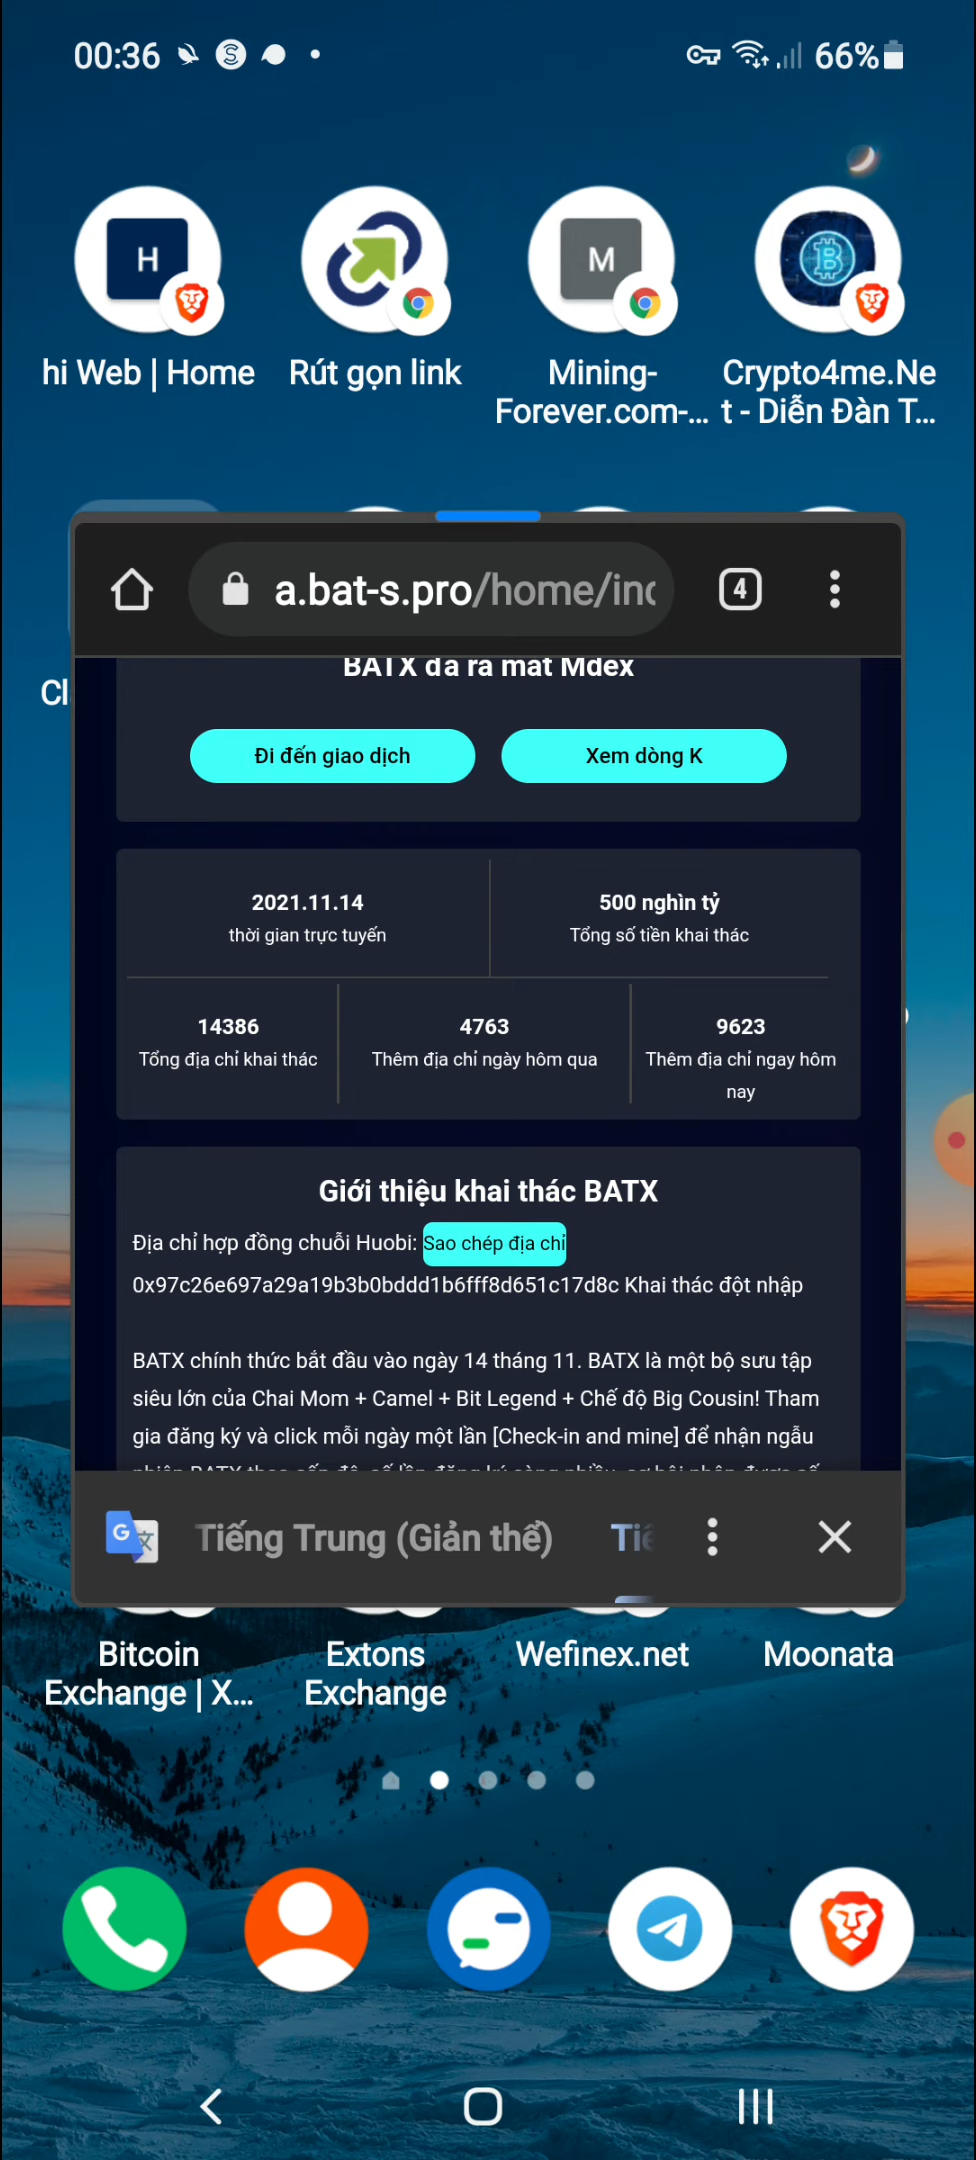 00:36
66%
H
M
hi Web | Home
Rút gọn link
Mining-
Forever.com-...
Crypto4me.Ne
t - Diễn Đàn T...
a.bat-s.pro/home/inc
4
BATX đã ra mắt Mdex
Đi đến giao dịch
Xem dòng K
2021.11.14
thời gian trực tuyến
500 nghìn tỷ
Tổng số tiền khai thác
14386
Tổng địa chỉ khai thác
4763
Thêm địa chỉ ngày hôm qua
9623
Thêm địa chỉ ngay hôm
nay
Giới thiệu khai thác BATX
Địa chỉ hợp đồng chuỗi Huobi: Sao chép địa chỉ
0x97c26e697a29a19b3b0bddd1b6fff8d651c17d8c Khai thác đột nhập
BATX chính thức bắt đầu vào ngày 14 tháng 11. BATX là một bộ sưu tập
siêu lớn của Chai Mom + Camel + Bit Legend + Chế độ Big Cousin! Tham
gia đăng ký và click mỗi ngày một lần [Check-in and mine] để nhận ngẫu
Cl
Tiếng Trung (Giản thể)
Tiế
Bitcoin
Exchange | X...
Extons
Exchange
Wefinex.net
Moonata